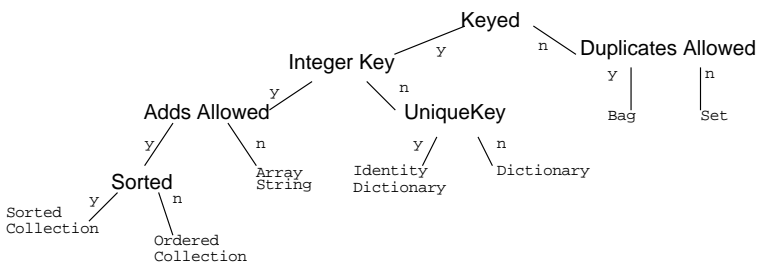 Keyed
y
n
Integer Key
Duplicates Allowed
y
n
y
n
Adds Allowed
UniqueKey
Bag
Set
y
n
y
n
Sorted
Array
String
Identity
Dictionary
Dictionary
y
n
Sorted
Collection
Ordered
Collection